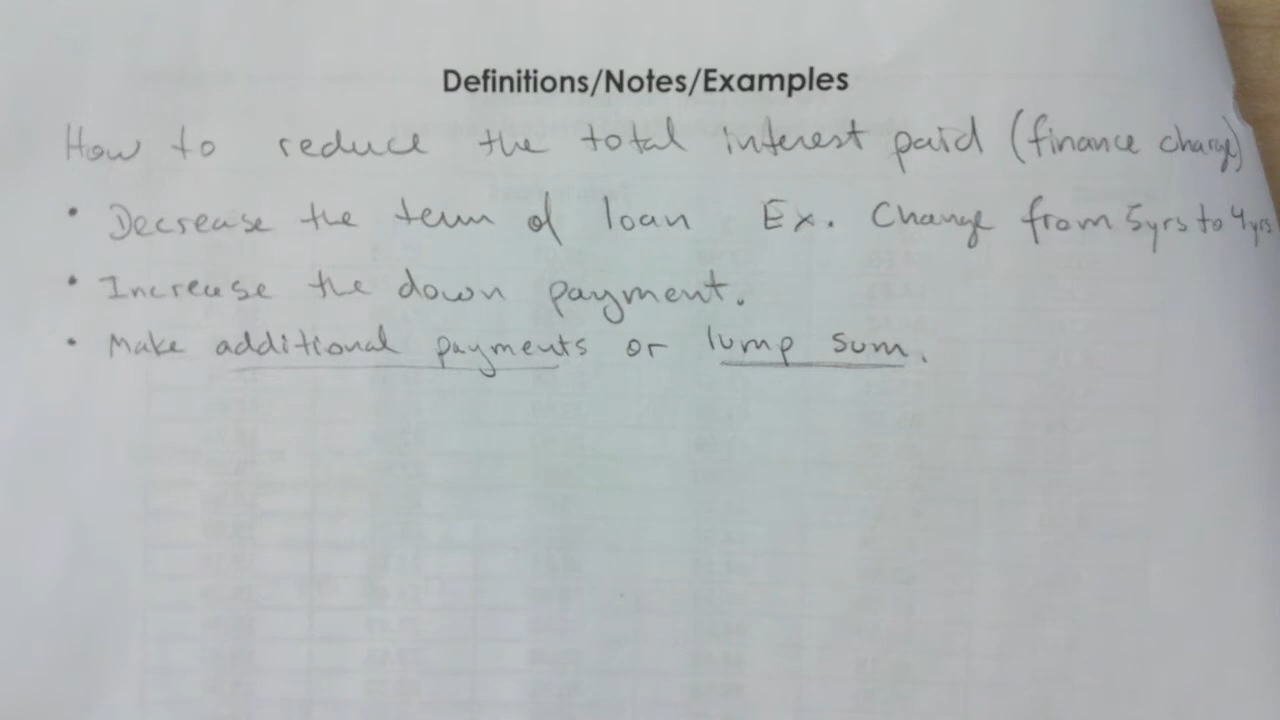 Definitions/Notes/Examples
How to reduce the total interest paid (finance charge)
• Decrease the term of loan Ex. Change from 5yrs to 4yrs
• Increase the down payment.
• Make additional payments or lump sum.